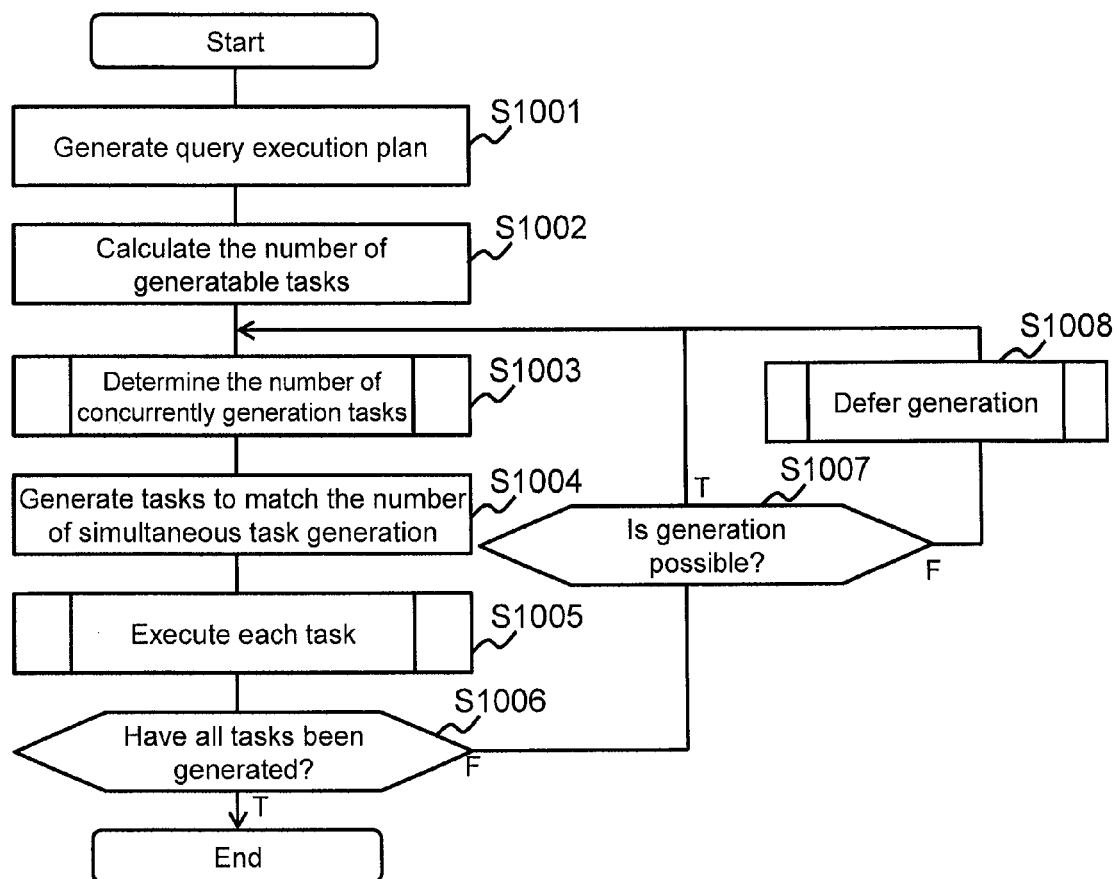 Start
S1001
Generate query execution plan
S1002
Calculate the number of
generatable tasks
S1003
Determine the number of
concurrently generation tasks
S1004
Generate tasks to match the number
of simultaneous task generation
S1005
Execute each task
S1006
Have all tasks been
generated?
F
T
End
S1007
T
Is generation
possible?
F
S1008
Defer generation